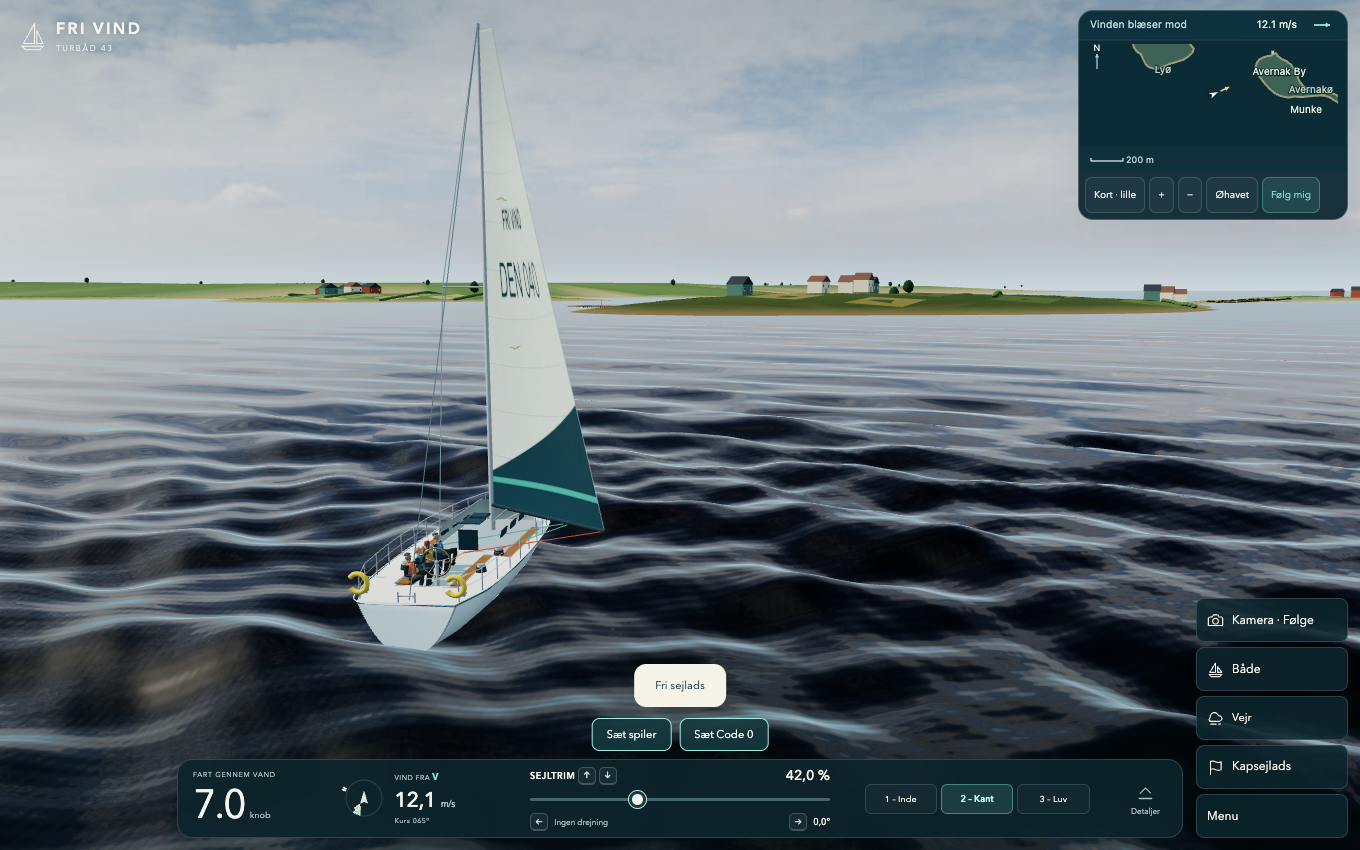 FRI VIND
TURBÅD 43
Vinden blæser mod 12.1 m/s
N
Lyø
Avernak By
Avernakø
Munke
200 m
Kort · lille + − Øhavet Følg mig
FRI VIND
DEN 040
Kamera · Følge
Både
Vejr
Kapsejlads
Menu
Fri sejlads
Sæt spiler Sæt Code 0
FART GENNEM VAND
7.0 knob
VIND FRA V
12,1 m/s
Kurs 065°
SEJLTRIM ↑ ↓ 42,0 %
← Ingen drejning → 0,0°
1 – Inde 2 – Kant 3 – Luv
Detaljer